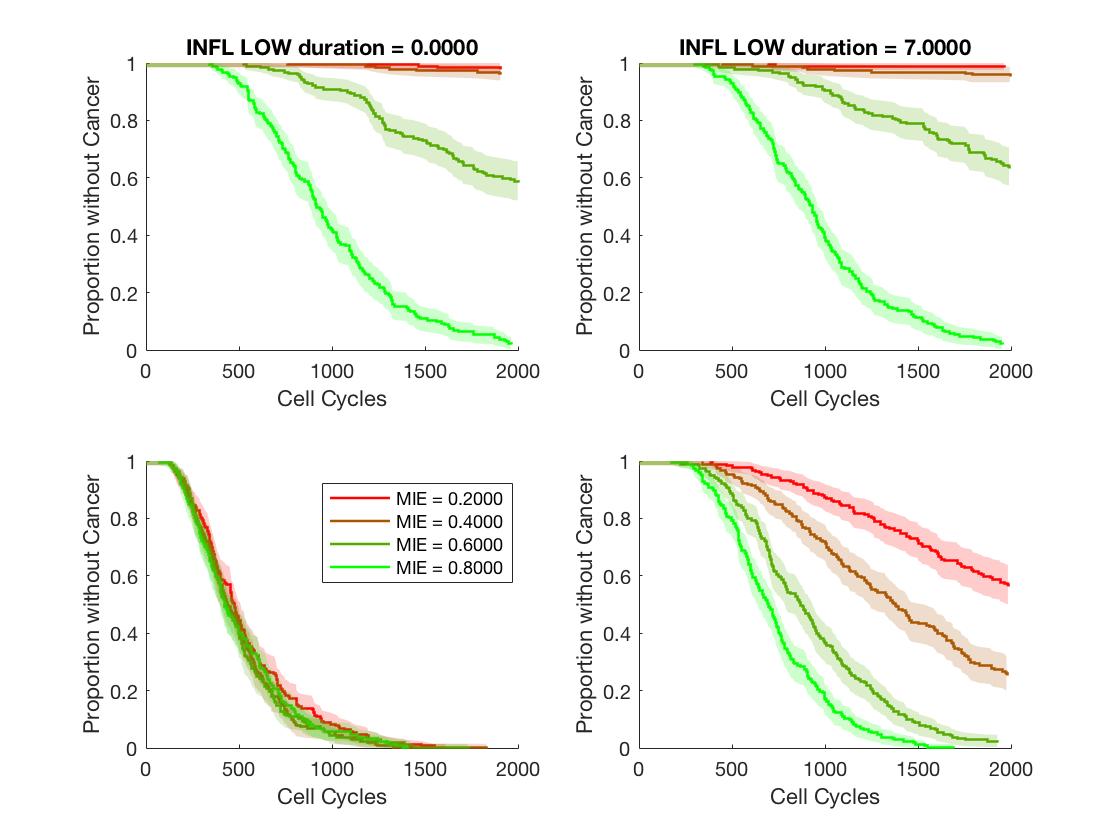 INFL LOW duration = 0.0000
Proportion without Cancer
1
0.8
0.6
0.4
0.2
0
0 500 1000 1500 2000
Cell Cycles
INFL LOW duration = 7.0000
Proportion without Cancer
1
0.8
0.6
0.4
0.2
0
0 500 1000 1500 2000
Cell Cycles
Proportion without Cancer
1
0.8
0.6
0.4
0.2
0
MIE = 0.2000
MIE = 0.4000
MIE = 0.6000
MIE = 0.8000
0 500 1000 1500 2000
Cell Cycles
Proportion without Cancer
1
0.8
0.6
0.4
0.2
0
0 500 1000 1500 2000
Cell Cycles